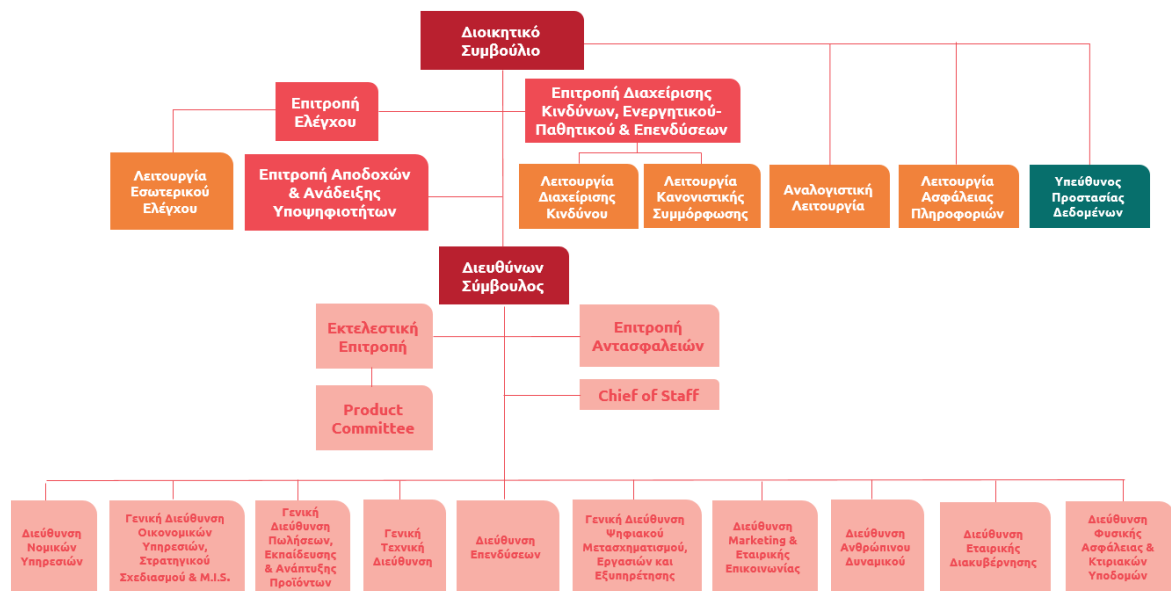 Διοικητικό
Συμβούλιο
Επιτροπή
Ελέγχου
Επιτροπή Διαχείρισης
Κινδύνων, Ενεργητικού-
Παθητικού & Επενδύσεων
Λειτουργία
Εσωτερικού
Ελέγχου
Επιτροπή Αποδοχών
& Ανάδειξης
Υποψηφιοτήτων
Λειτουργία
Διαχείρισης
Κινδύνου
Λειτουργία
Κανονιστικής
Συμμόρφωσης
Αναλογιστική
Λειτουργία
Λειτουργία
Ασφάλειας
Πληροφοριών
Υπεύθυνος
Προστασίας
Δεδομένων
Διευθύνων
Σύμβουλος
Εκτελεστική
Επιτροπή
Επιτροπή
Αντασφαλειών
Product
Committee
Chief of Staff
Διεύθυνση
Νομικών
Υπηρεσιών
Γενική Διεύθυνση
Οικονομικών
Υπηρεσιών,
Στρατηγικού
Σχεδιασμού & M.I.S.
Γενική
Διεύθυνση
Πωλήσεων,
Εκπαίδευσης
& Ανάπτυξης
Προϊόντων
Γενική
Τεχνική
Διεύθυνση
Διεύθυνση
Επενδύσεων
Γενική Διεύθυνση
Ψηφιακού
Μετασχηματισμού,
Εργασιών και
Εξυπηρέτησης
Διεύθυνση
Marketing &
Εταιρικής
Επικοινωνίας
Διεύθυνση
Ανθρώπινου
Δυναμικού
Διεύθυνση
Εταιρικής
Διακυβέρνησης
Διεύθυνση
Φυσικής
Ασφάλειας &
Κτιριακών
Υποδομών